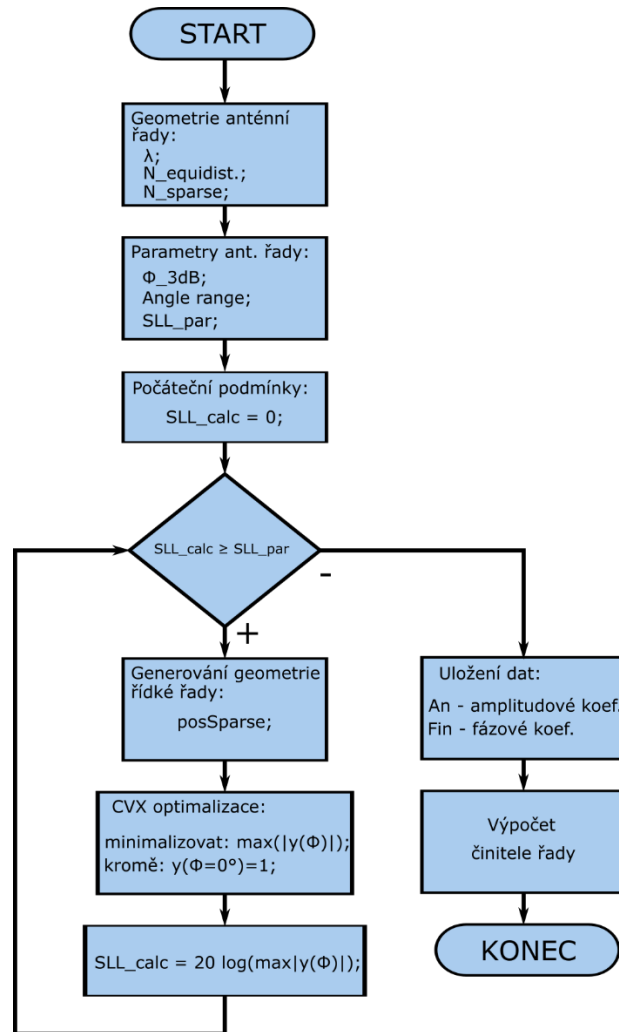 START
Geometrie anténní
řady:
λ;
N_equidist.;
N_sparse;
Parametry ant. řady:
Φ_3dB;
Angle range;
SLL_par;
Počáteční podmínky:
SLL_calc = 0;
SLL_calc ≥ SLL_par
-
+
Generování geometrie
řídké řady:
posSparse;
CVX optimalizace:
minimalizovat: max(|y(Φ)|);
kromě: y(Φ=0°)=1;
SLL_calc = 20 log(max|y(Φ)|);
Uložení dat:
An - amplitudové koef.
Fin - fázové koef.
Výpočet
činitele řady
KONEC